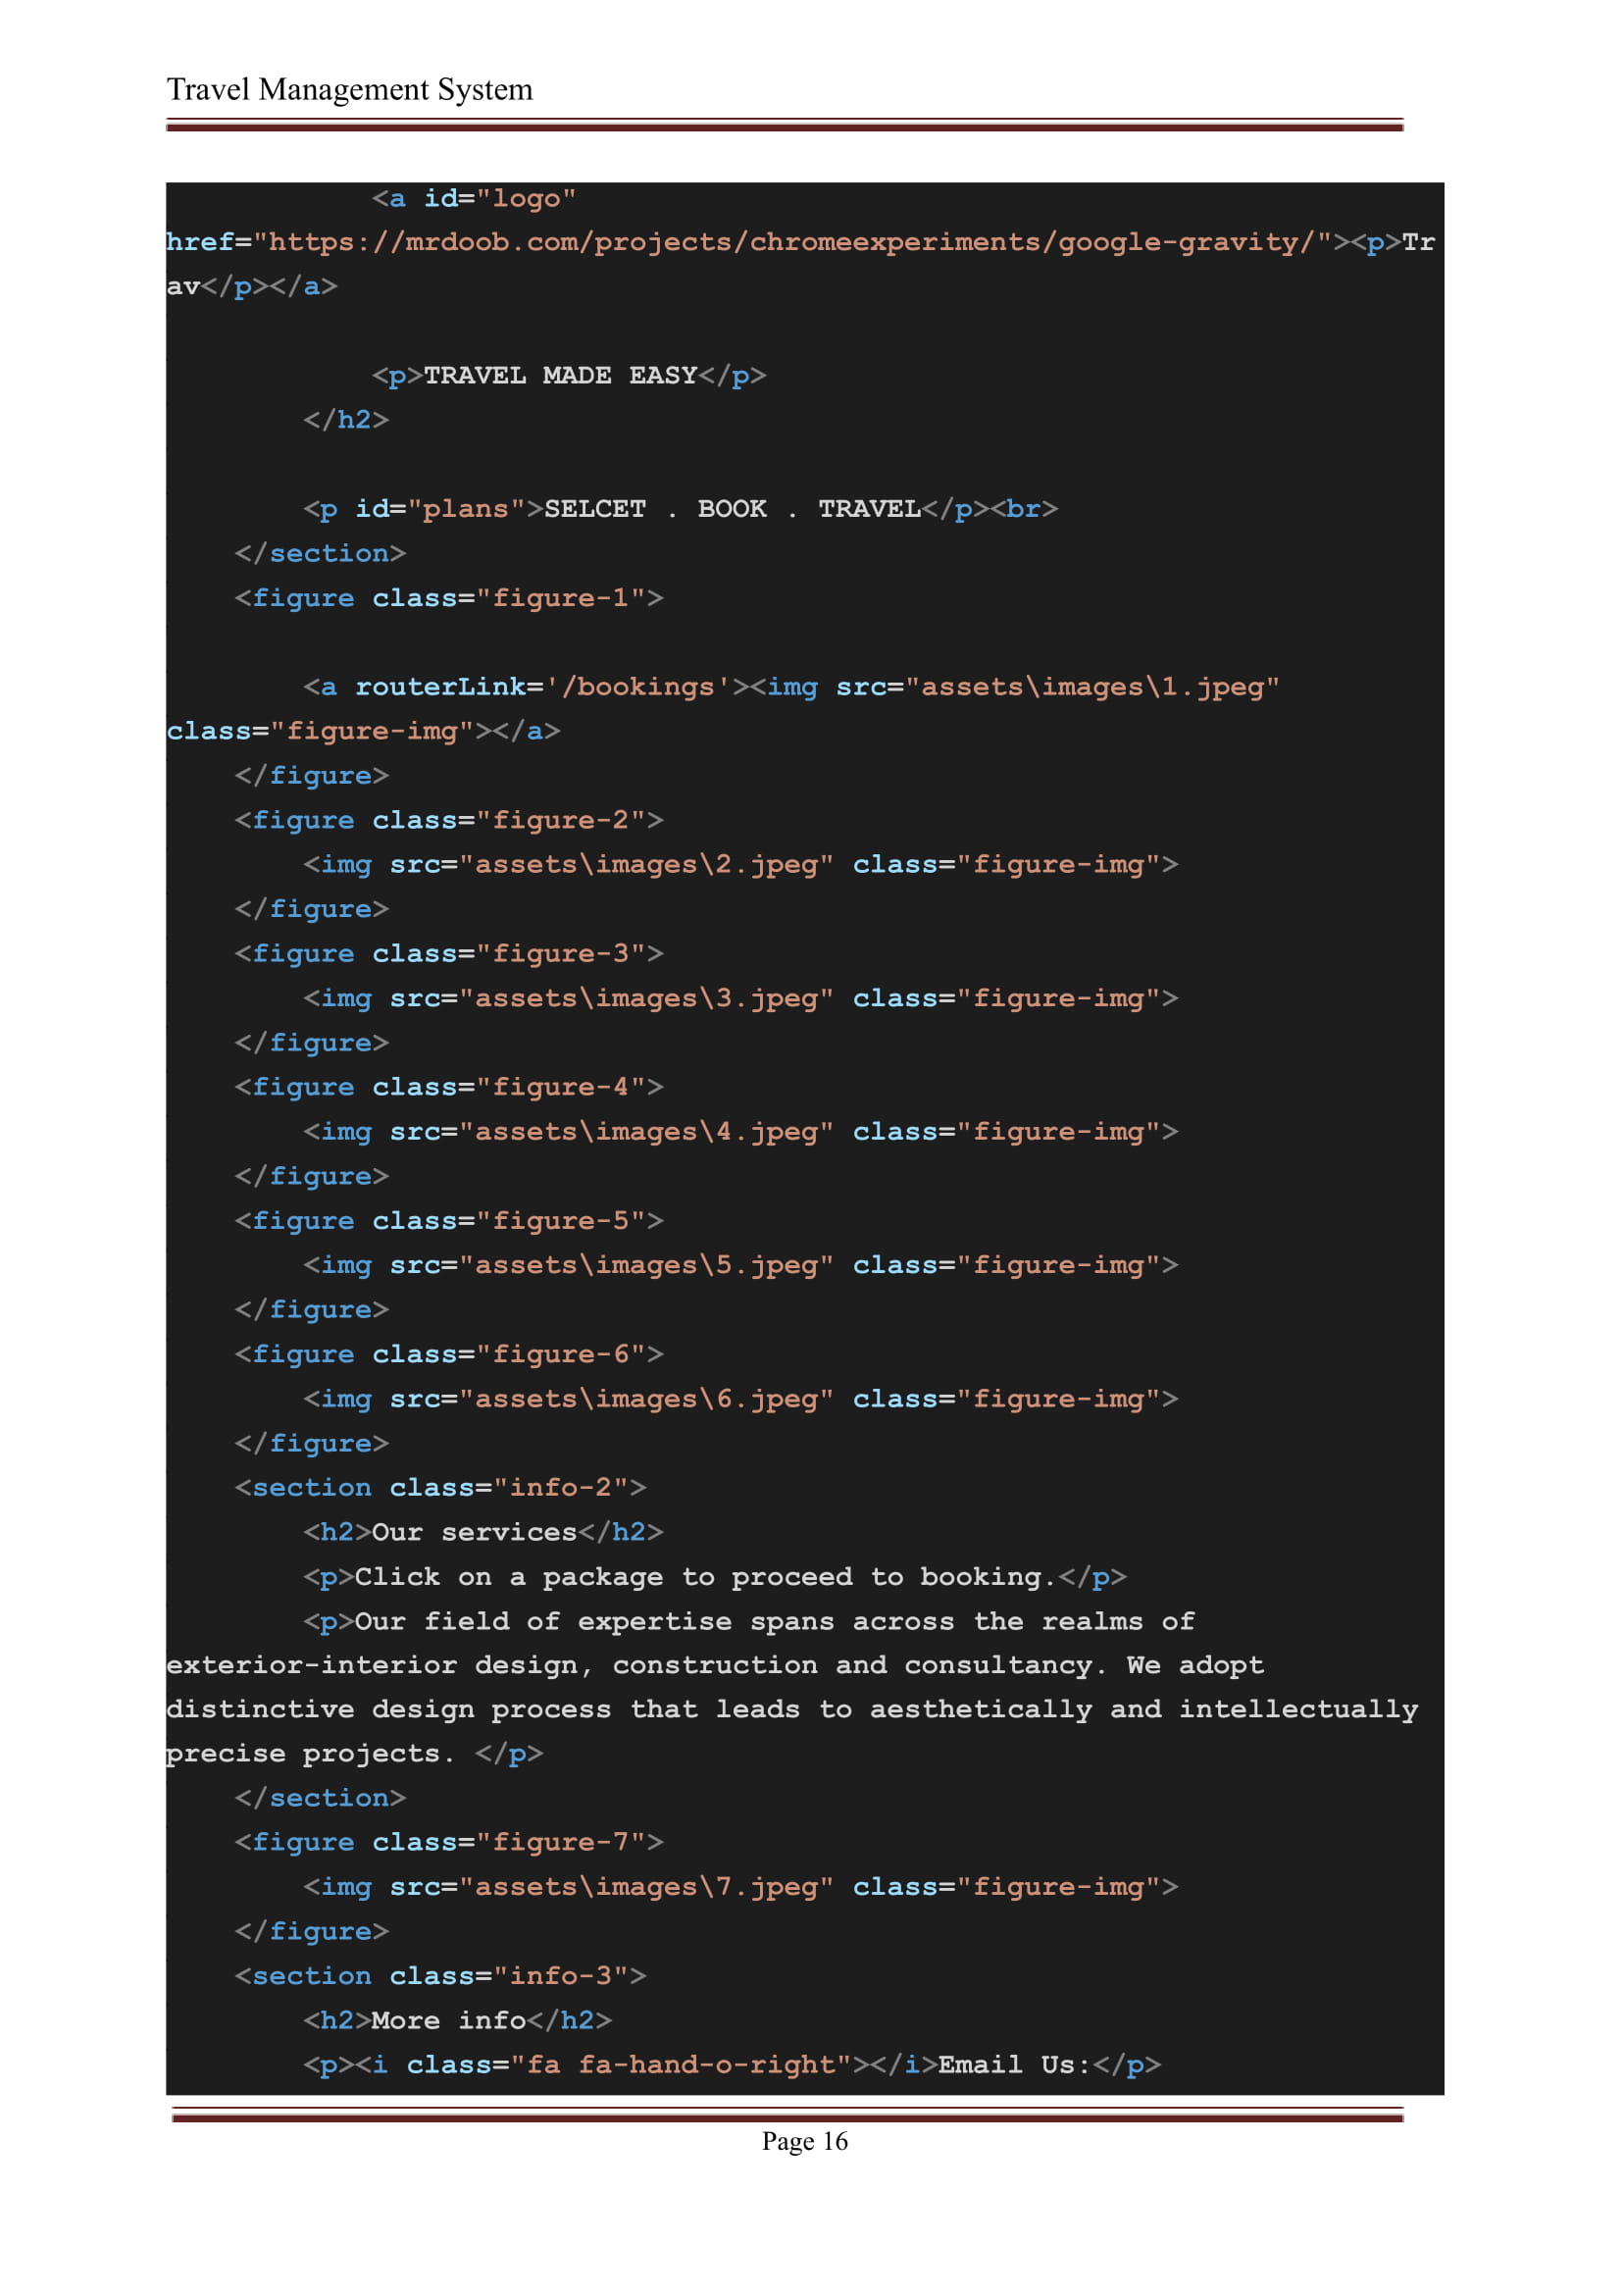 Travel Management System
            <a id="logo"
href="https://mrdoob.com/projects/chromeexperiments/google-gravity/"><p>Tr
av</p></a>

            <p>TRAVEL MADE EASY</p>
        </h2>

        <p id="plans">SELCET . BOOK . TRAVEL</p><br>
    </section>
    <figure class="figure-1">

        <a routerLink='/bookings'><img src="assets\images\1.jpeg"
class="figure-img"></a>
    </figure>
    <figure class="figure-2">
        <img src="assets\images\2.jpeg" class="figure-img">
    </figure>
    <figure class="figure-3">
        <img src="assets\images\3.jpeg" class="figure-img">
    </figure>
    <figure class="figure-4">
        <img src="assets\images\4.jpeg" class="figure-img">
    </figure>
    <figure class="figure-5">
        <img src="assets\images\5.jpeg" class="figure-img">
    </figure>
    <figure class="figure-6">
        <img src="assets\images\6.jpeg" class="figure-img">
    </figure>
    <section class="info-2">
        <h2>Our services</h2>
        <p>Click on a package to proceed to booking.</p>
        <p>Our field of expertise spans across the realms of
exterior-interior design, construction and consultancy. We adopt
distinctive design process that leads to aesthetically and intellectually
precise projects. </p>
    </section>
    <figure class="figure-7">
        <img src="assets\images\7.jpeg" class="figure-img">
    </figure>
    <section class="info-3">
        <h2>More info</h2>
        <p><i class="fa fa-hand-o-right"></i>Email Us:</p>
Page 16